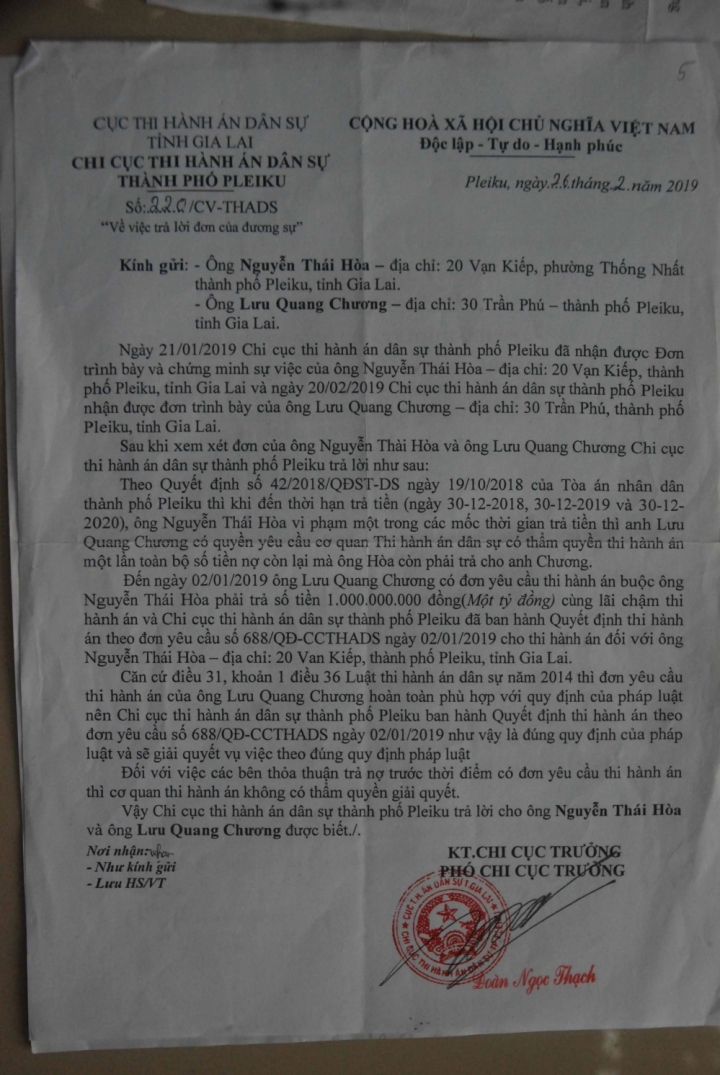 5
CỤC THI HÀNH ÁN DÂN SỰ
TỈNH GIA LAI
CHI CỤC THI HÀNH ÁN DÂN SỰ
THÀNH PHỐ PLEIKU
Số:.220/CV-THADS
“Về việc trả lời đơn của đương sự”
CỘNG HOÀ XÃ HỘI CHỦ NGHĨA VIỆT NAM
Độc lập - Tự do - Hạnh phúc
Pleiku, ngày.26.tháng.2.năm 2019
Kính gửi: - Ông Nguyễn Thái Hòa – địa chỉ: 20 Vạn Kiếp, phường Thống Nhất
thành phố Pleiku, tỉnh Gia Lai.
- Ông Lưu Quang Chương – địa chỉ: 30 Trần Phú – thành phố Pleiku,
tỉnh Gia Lai.
Ngày 21/01/2019 Chi cục thi hành án dân sự thành phố Pleiku đã nhận được Đơn
trình bày và chứng minh sự việc của ông Nguyễn Thái Hòa – địa chỉ: 20 Vạn Kiếp, thành
phố Pleiku, tỉnh Gia Lai và ngày 20/02/2019 Chi cục thi hành án dân sự thành phố Pleiku
nhận được đơn trình bày của ông Lưu Quang Chương – địa chỉ: 30 Trần Phú, thành phố
Pleiku, tỉnh Gia Lai.
Sau khi xem xét đơn của ông Nguyễn Thải Hòa và ông Lưu Quang Chương Chi cục
thi hành án dân sự thành phố Pleiku trả lời như sau:
Theo Quyết định số 42/2018/QĐST-DS ngày 19/10/2018 của Tòa án nhân dân
thành phố Pleiku thì khi đến thời hạn trả tiền (ngày 30-12-2018, 30-12-2019 và 30-12-
2020), ông Nguyễn Thái Hòa vi phạm một trong các mốc thời gian trả tiền thì anh Lưu
Quang Chương có quyền yêu cầu cơ quan Thi hành án dân sự có thẩm quyền thi hành án
một lần toàn bộ số tiền nợ còn lại mà ông Hòa còn phải trả cho anh Chương.
Đến ngày 02/01/2019 ông Lưu Quang Chương có đơn yêu cầu thi hành án buộc ông
Nguyễn Thái Hòa phải trả số tiền 1.000.000.000 đồng(Một tỷ đồng) cùng lãi chậm thi
hành án và Chi cục thi hành án dân sự thành phố Pleiku đã ban hành Quyết định thi hành
án theo đơn yêu cầu số 688/QĐ-CCTHADS ngày 02/01/2019 cho thi hành án đối với ông
Nguyễn Thái Hòa – địa chỉ: 20 Van Kiếp, thành phố Pleiku, tỉnh Gia Lai.
Căn cứ điều 31, khoản 1 điều 36 Luật thi hành án dân sự năm 2014 thì đơn yêu cầu
thi hành án của ông Lưu Quang Chương hoàn toàn phù hợp với quy định của pháp luật
nên Chi cục thi hành án dân sự thành phố Pleiku ban hành Quyết định thi hành án theo
đơn yêu cầu số 688/QĐ-CCTHADS ngày 02/01/2019 như vậy là đúng quy định của pháp
luật và sẽ giải quyết vụ việc theo đúng quy định pháp luật
Đối với việc các bên thỏa thuận trả nợ trước thời điểm có đơn yêu cầu thi hành án
thì cơ quan thi hành án không có thẩm quyền giải quyết.
Vậy Chi cục thi hành án dân sự thành phố Pleiku trả lời cho ông Nguyễn Thái Hòa
và ông Lưu Quang Chương được biết./.
Nơi nhận:
- Như kính gửi
- Lưu HS/VT
KT.CHI CỤC TRƯỞNG
PHÓ CHI CỤC TRƯỞNG
Đoàn Ngọc Thạch